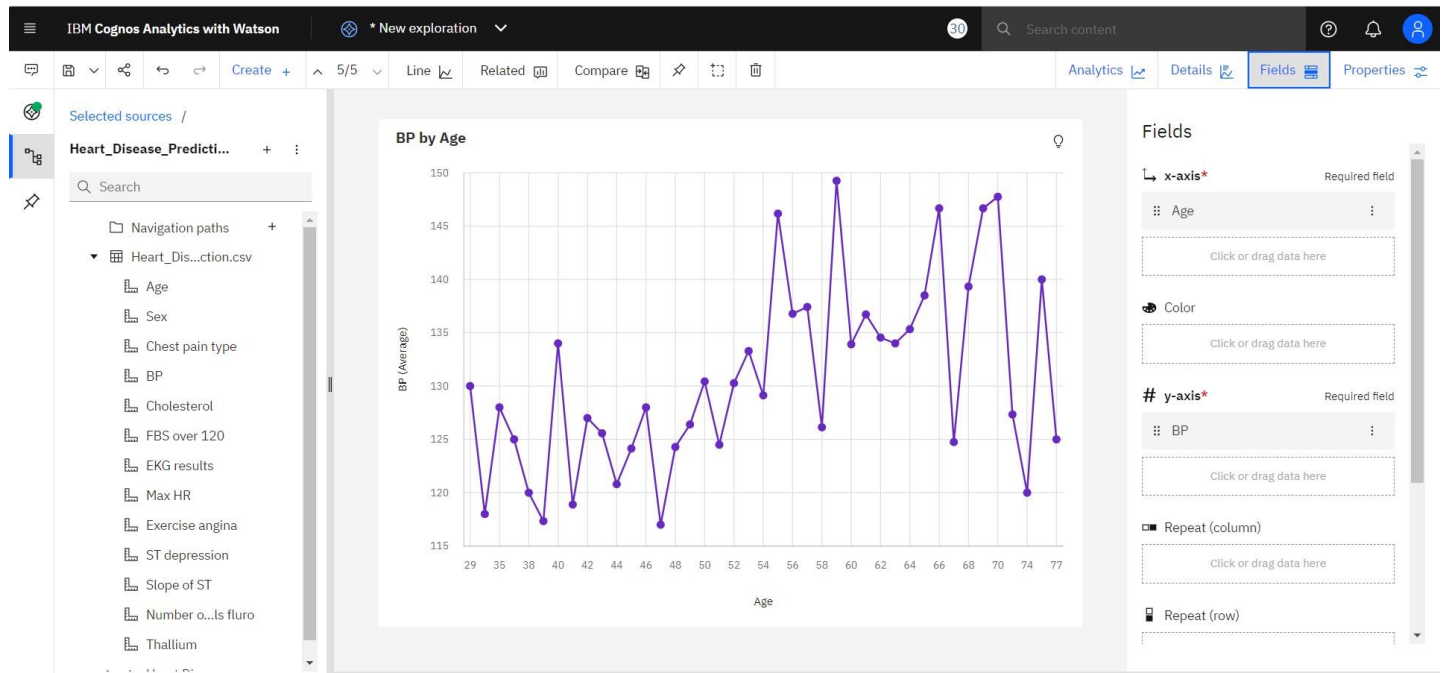 IBM Cognos Analytics with Watson
* New exploration
30
Search content
Create +
5/5
Line
Related
Compare
Analytics
Details
Fields
Properties
Selected sources /
Heart_Disease_Predicti...
Search
Navigation paths
Heart_Dis...ction.csv
Age
Sex
Chest pain type
BP
Cholesterol
FBS over 120
EKG results
Max HR
Exercise angina
ST depression
Slope of ST
Number o...ls fluro
Thallium
BP by Age
BP (Average)
150
145
140
135
130
125
120
115
29 35 38 40 42 44 46 48 50 52 54 56 58 60 62 64 66 68 70 74 77
Age
Fields
x-axis* Required field
Age
Click or drag data here
Color
Click or drag data here
# y-axis* Required field
BP
Click or drag data here
Repeat (column)
Click or drag data here
Repeat (row)